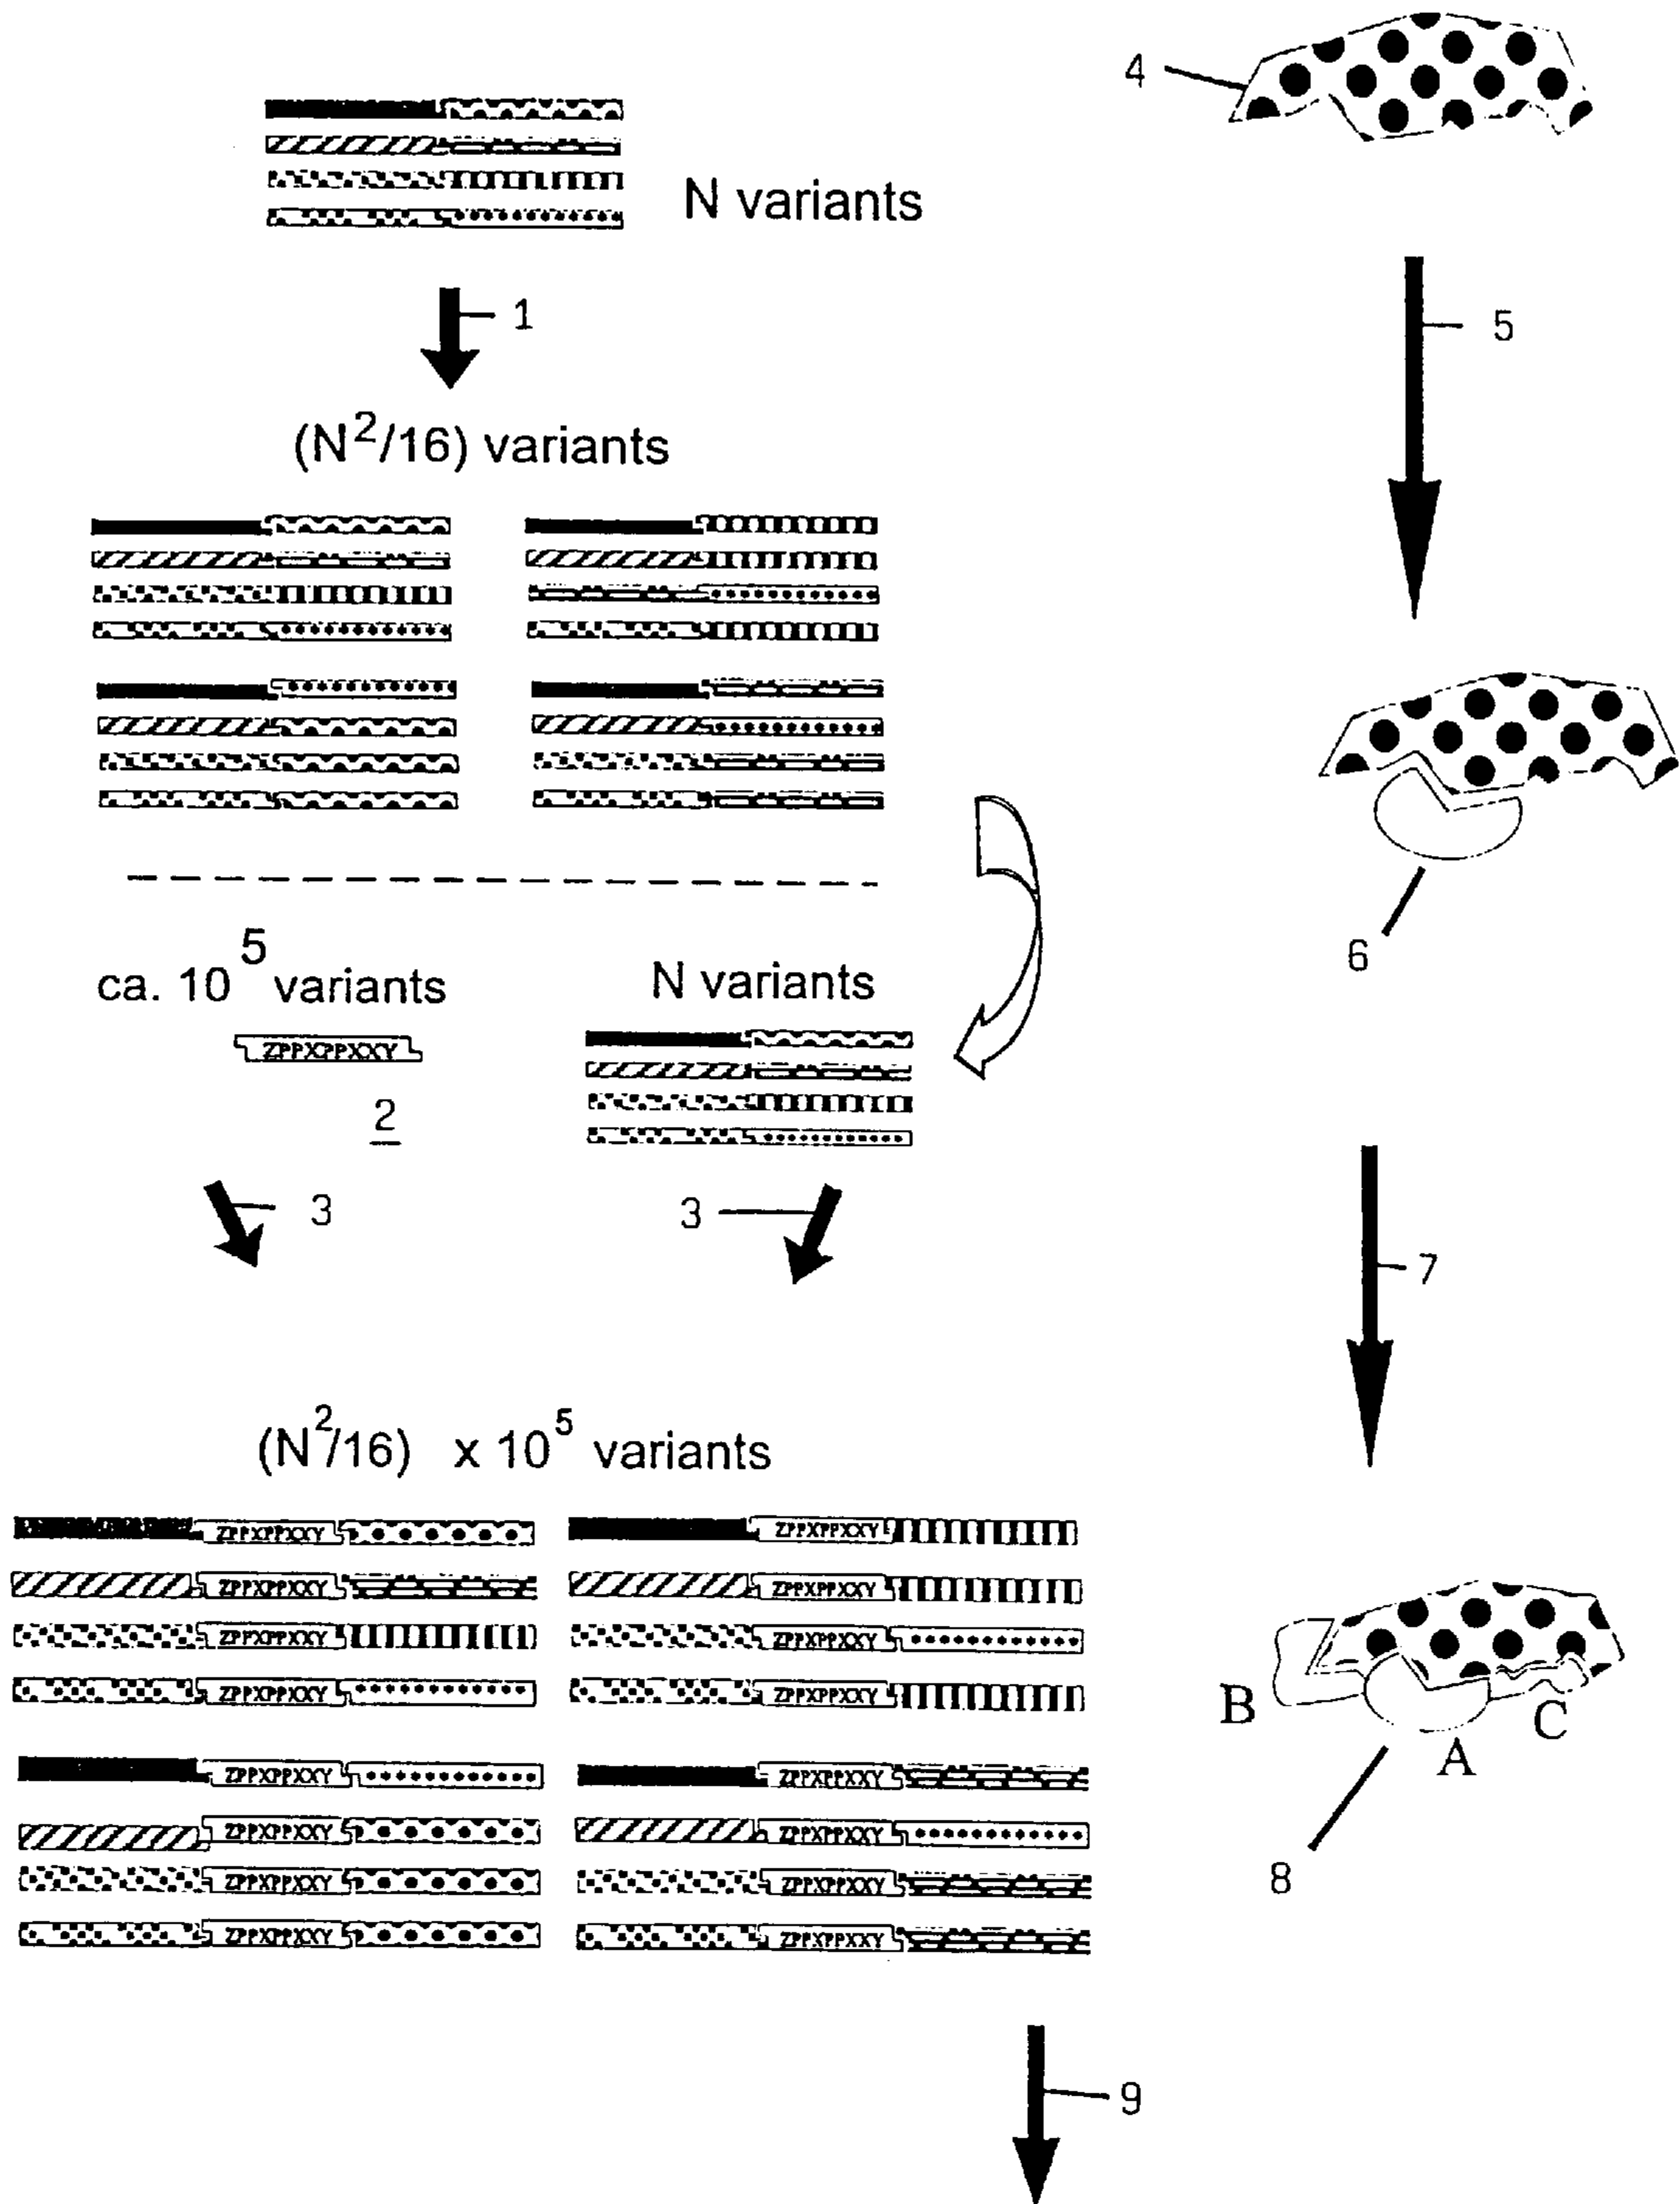 4
N variants
1
5
(N²/16) variants
6
ca. 10⁵ variants
N variants
ZPPXPPXXY
2
3
3
7
(N²/16) x 10⁵ variants
ZPPXPPXXY ZPPXPPXXY
ZPPXPPXXY ZPPXPPXXY
ZPPXPPXXY ZPPXPPXXY
ZPPXPPXXY ZPPXPPXXY
B
C
A
ZPPXPPXXY ZPPXPPXXY
ZPPXPPXXY ZPPXPPXXY
8
ZPPXPPXXY ZPPXPPXXY
ZPPXPPXXY ZPPXPPXXY
9